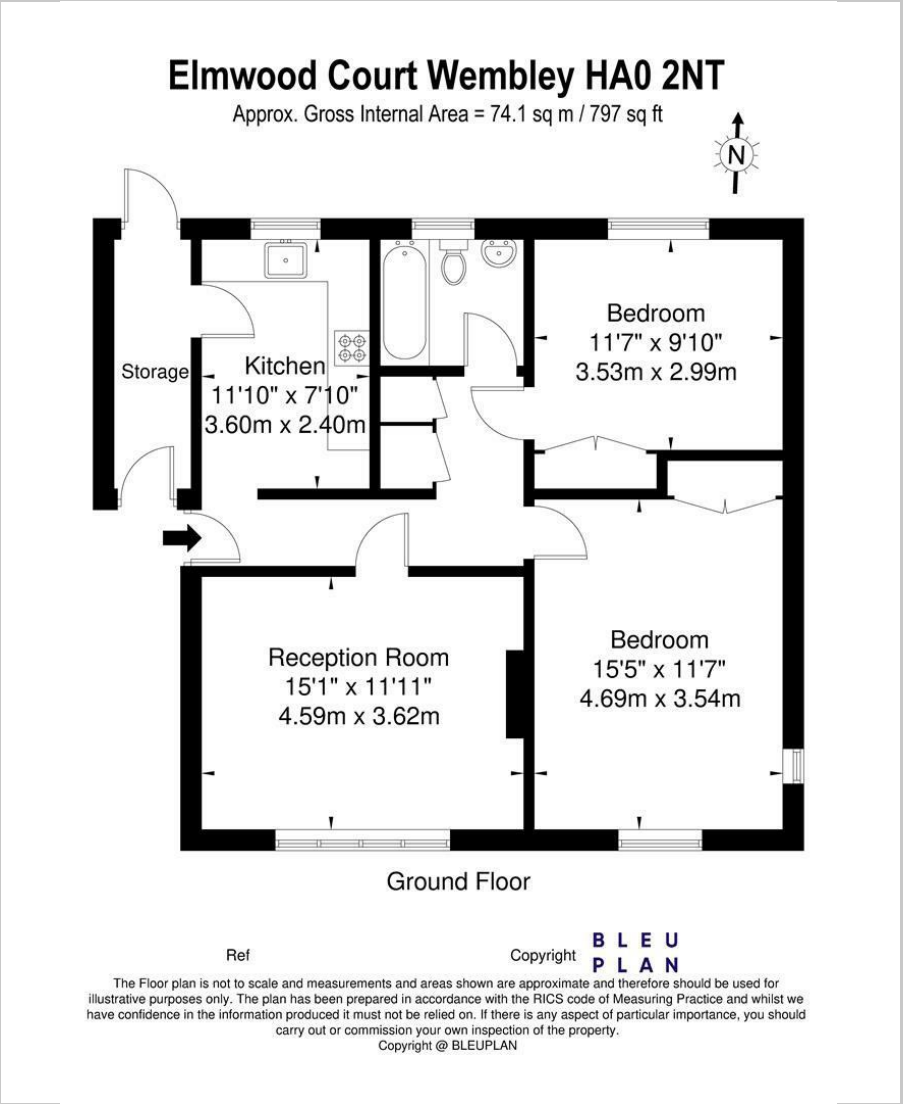 Elmwood Court Wembley HA0 2NT
Approx. Gross Internal Area = 74.1 sq m / 797 sq ft
N
Bedroom
11'7" x 9'10"
3.53m x 2.99m
Storage
Kitchen
11'10" x 7'10"
3.60m x 2.40m
Reception Room
15'1" x 11'11"
4.59m x 3.62m
Bedroom
15'5" x 11'7"
4.69m x 3.54m
Ground Floor
Ref
Copyright
BLEU
PLAN
The Floor plan is not to scale and measurements and areas shown are approximate and therefore should be used for
illustrative purposes only. The plan has been prepared in accordance with the RICS code of Measuring Practice and whilst we
have confidence in the information produced it must not be relied on. If there is any aspect of particular importance, you should
carry out or commission your own inspection of the property.
Copyright @ BLEUPLAN